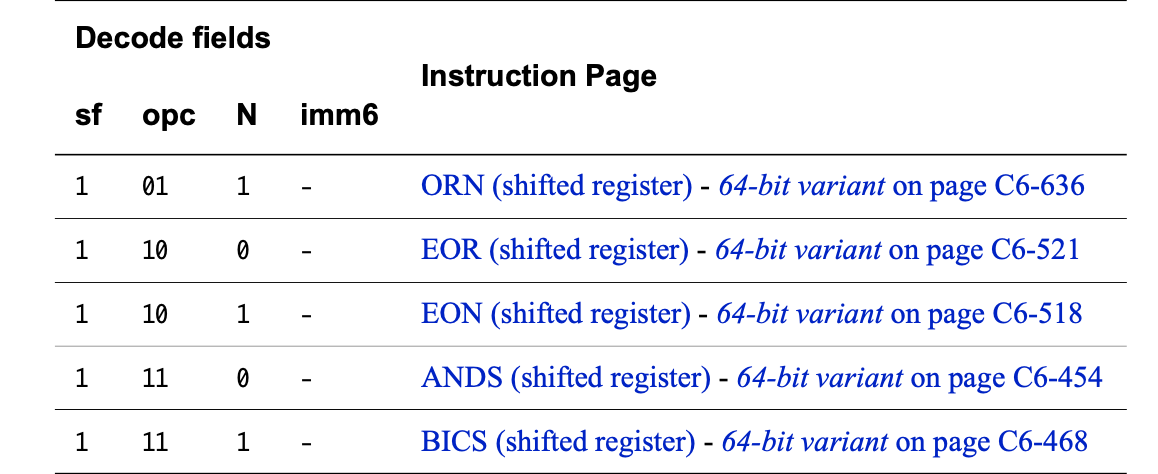 Decode fields
Instruction Page
sf opc N imm6
1 01 1 - ORN (shifted register) - 64-bit variant on page C6-636
1 10 0 - EOR (shifted register) - 64-bit variant on page C6-521
1 10 1 - EON (shifted register) - 64-bit variant on page C6-518
1 11 0 - ANDS (shifted register) - 64-bit variant on page C6-454
1 11 1 - BICS (shifted register) - 64-bit variant on page C6-468